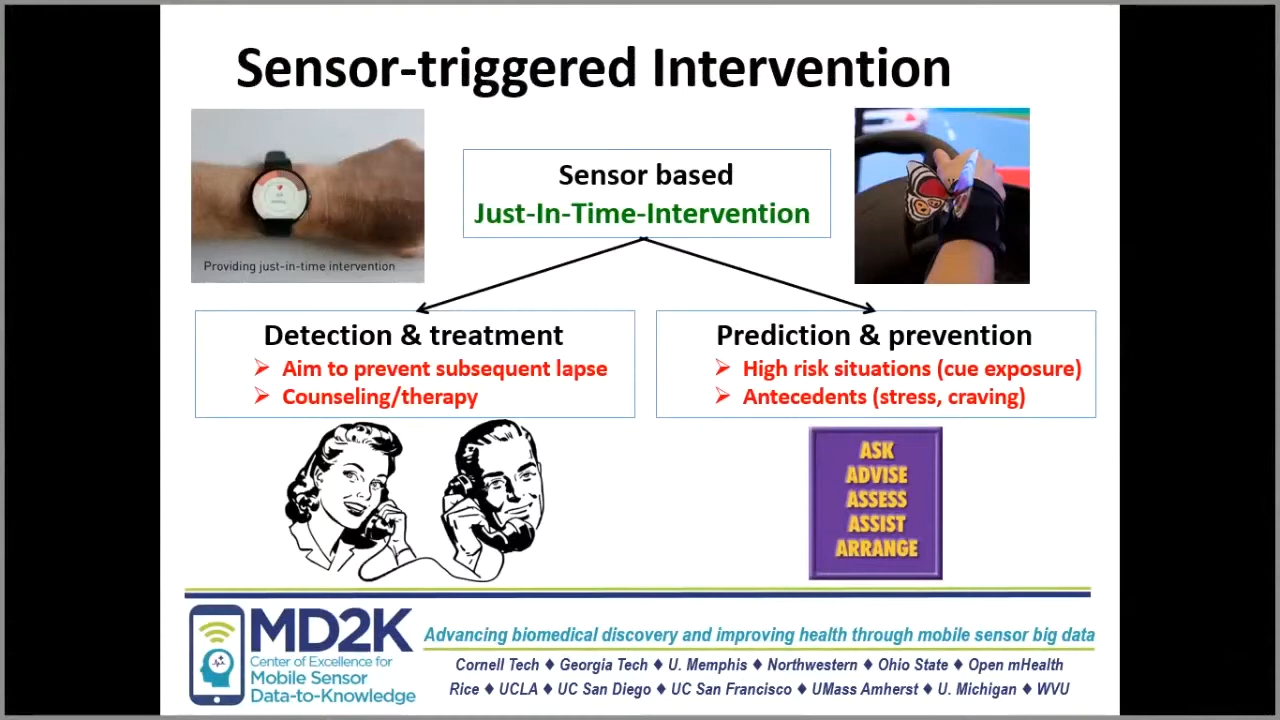 Sensor-triggered Intervention
Providing just-in-time intervention
Sensor based
Just-In-Time-Intervention
Detection & treatment
➢ Aim to prevent subsequent lapse
➢ Counseling/therapy
Prediction & prevention
➢ High risk situations (cue exposure)
➢ Antecedents (stress, craving)
ASK
ADVISE
ASSESS
ASSIST
ARRANGE
MD2K
Center of Excellence for
Mobile Sensor
Data-to-Knowledge
Advancing biomedical discovery and improving health through mobile sensor big data
Cornell Tech ♦ Georgia Tech ♦ U. Memphis ♦ Northwestern ♦ Ohio State ♦ Open mHealth
Rice ♦ UCLA ♦ UC San Diego ♦ UC San Francisco ♦ UMass Amherst ♦ U. Michigan ♦ WVU